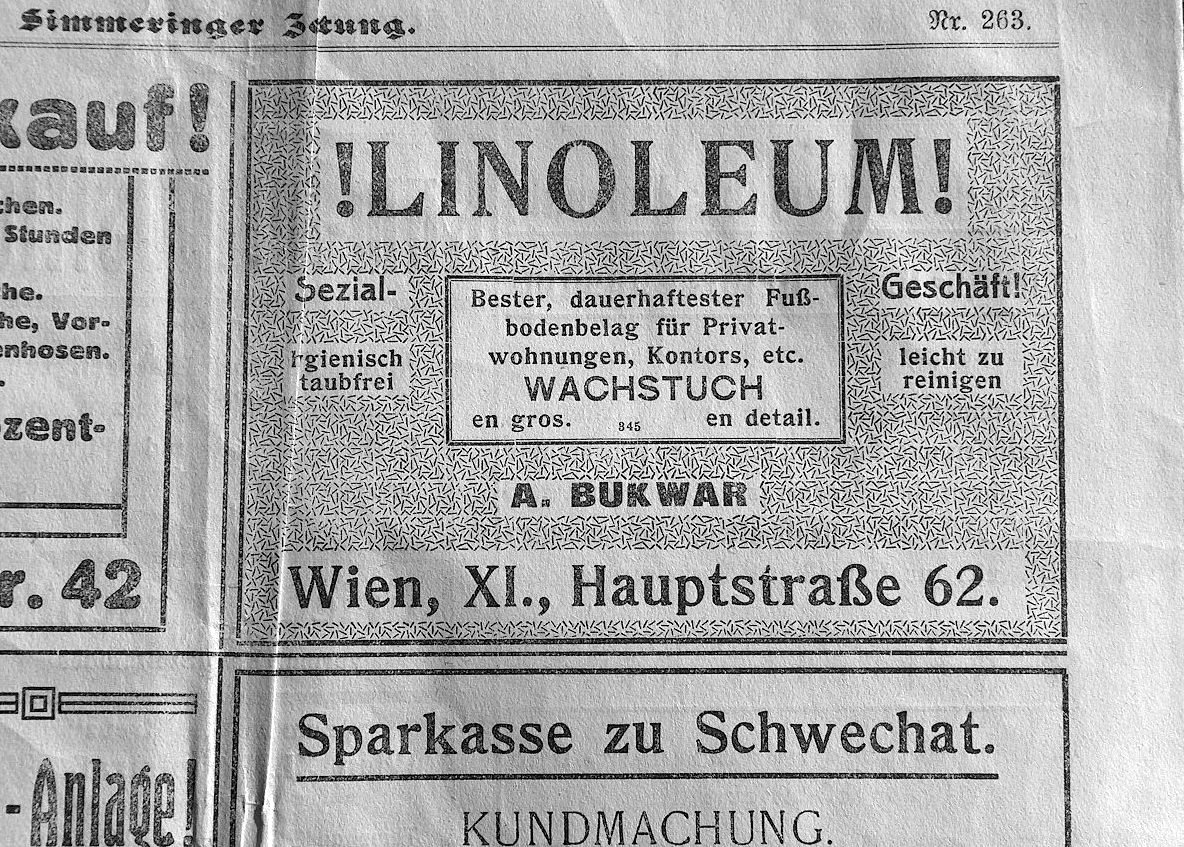 Simmeringer Zeitung.
Nr. 263.
kauf!
chen.
Stunden
he.
he, Vor-
enhosen.
zent-
r. 42
!LINOLEUM!
Sezial-
Geschäft!
rgienisch
taubfrei
Bester, dauerhaftester Fuß-
bodenbelag für Privat-
wohnungen, Kontors, etc.
WACHSTUCH
en gros. 345 en detail.
leicht zu
reinigen
A. BUKWAR
Wien, XI., Hauptstraße 62.
-Anlage!
Sparkasse zu Schwechat.
KUNDMACHUNG.